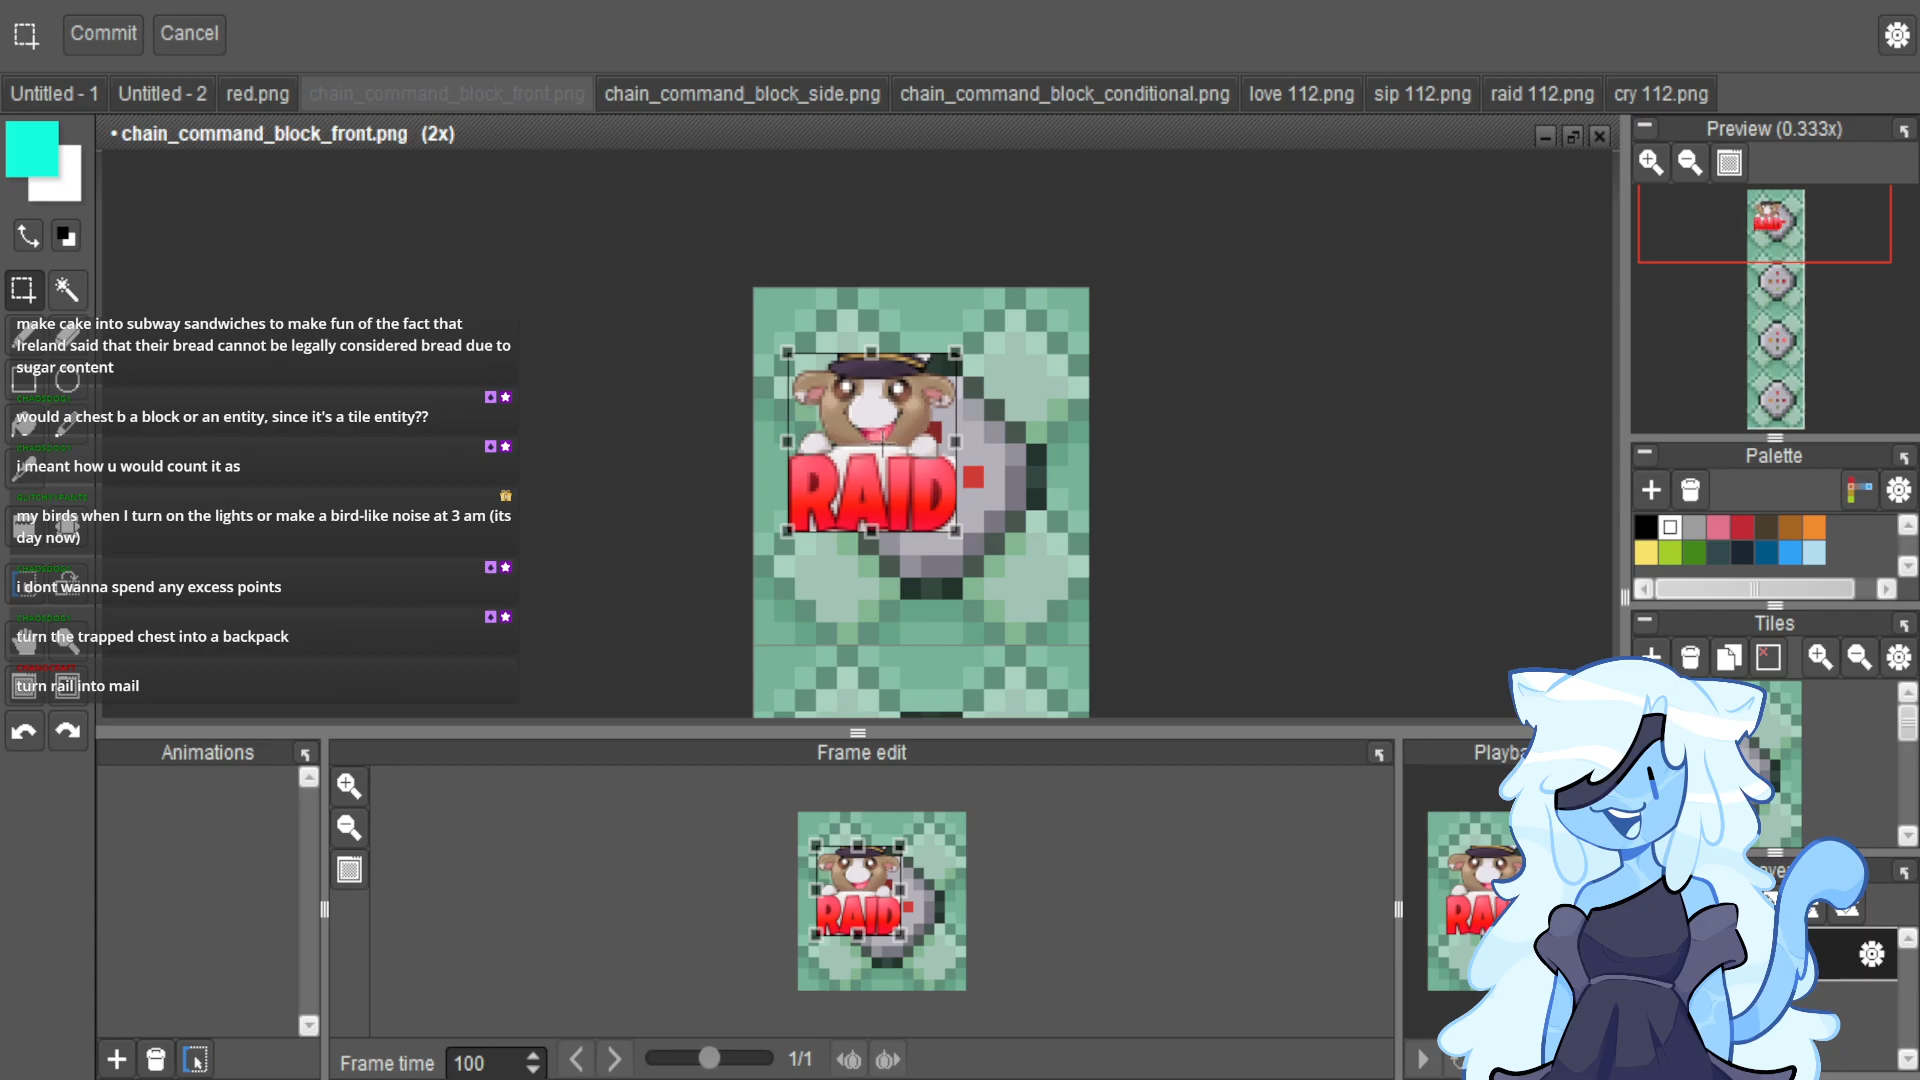 Commit
Cancel
Untitled - 1
Untitled - 2
red.png
chain_command_block_front.png
chain_command_block_side.png
chain_command_block_conditional.png
love 112.png
sip 112.png
raid 112.png
cry 112.png
• chain_command_block_front.png (2x)
Preview (0.333x)
make cake into subway sandwiches to make fun of the fact that
Ireland said that their bread cannot be legally considered bread due to
sugar content
CHAOSDOG1
would a chest b a block or an entity, since it's a tile entity??
CHAOSDOG1
i meant how u would count it as
my birds when I turn on the lights or make a bird-like noise at 3 am (its
day now)
CHAOSDOG1
i dont wanna spend any excess points
CHAOSDOG1
turn the trapped chest into a backpack
turn rail into mail
RAID
Palette
Tiles
Animations
Frame edit
RAID
Frame time
100
1/1